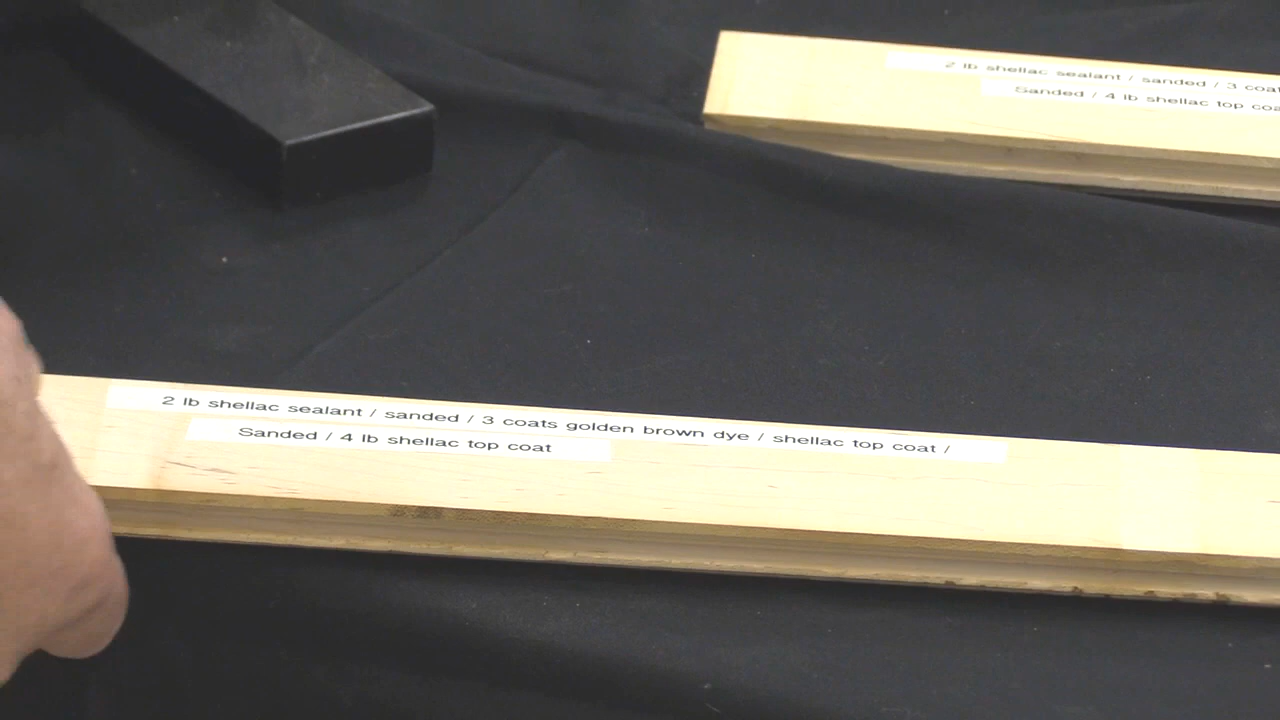 2 lb shellac sealant / sanded / 3 coat
Sanded / 4 lb shellac top coa
2 lb shellac sealant / sanded / 3 coats golden brown dye / shellac top coat /
Sanded / 4 lb shellac top coat